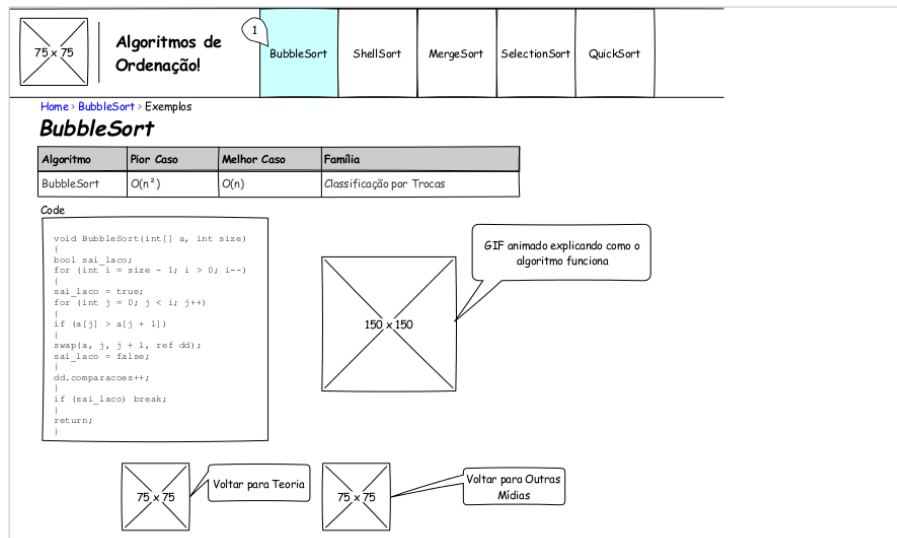 75 x 75
Algoritmos de
Ordenação!
1
BubbleSort
ShellSort
MergeSort
SelectionSort
QuickSort
Home > BubbleSort > Exemplos
BubbleSort
Algoritmo Pior Caso Melhor Caso Família
BubbleSort O(n²) O(n) Classificação por Trocas
Code
void BubbleSort(int[] a, int size)
{
bool sai_laco;
for (int i = size - 1; i > 0; i--)
{
sai_laco = true;
for (int j = 0; j < i; j++)
{
if (a[j] > a[j + 1])
{
swap(a, j, j + 1, ref dd);
sai_laco = false;
}
dd.comparacoes++;
}
if (sai_laco) break;
}
return;
}
150 x 150
GIF animado explicando como o
algoritmo funciona
75 x 75
Voltar para Teoria
75 x 75
Voltar para Outras
Mídias